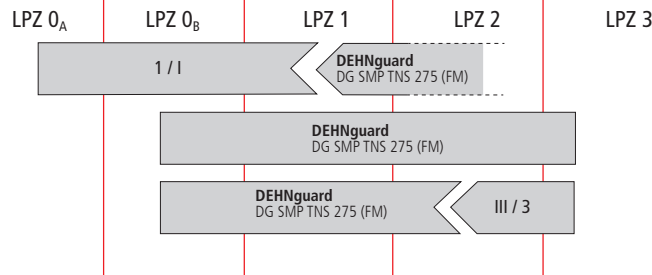 LPZ 0A LPZ 0B LPZ 1 LPZ 2 LPZ 3
1 / I
DEHNguard
DG SMP TNS 275 (FM)
DEHNguard
DG SMP TNS 275 (FM)
DEHNguard
DG SMP TNS 275 (FM)
III / 3